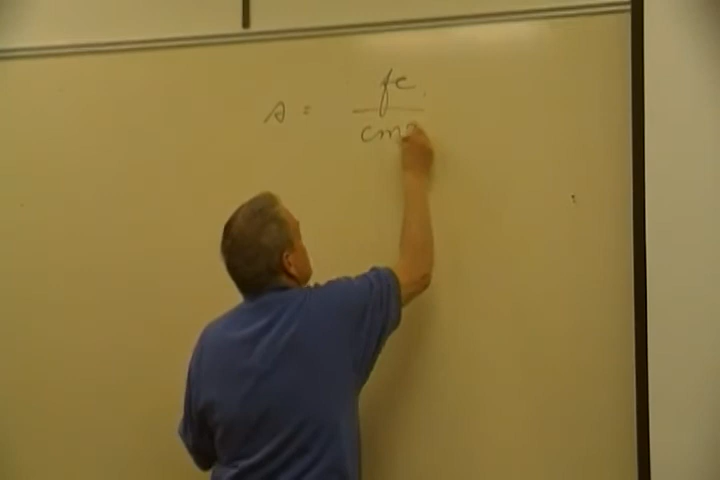 s = fc / cm